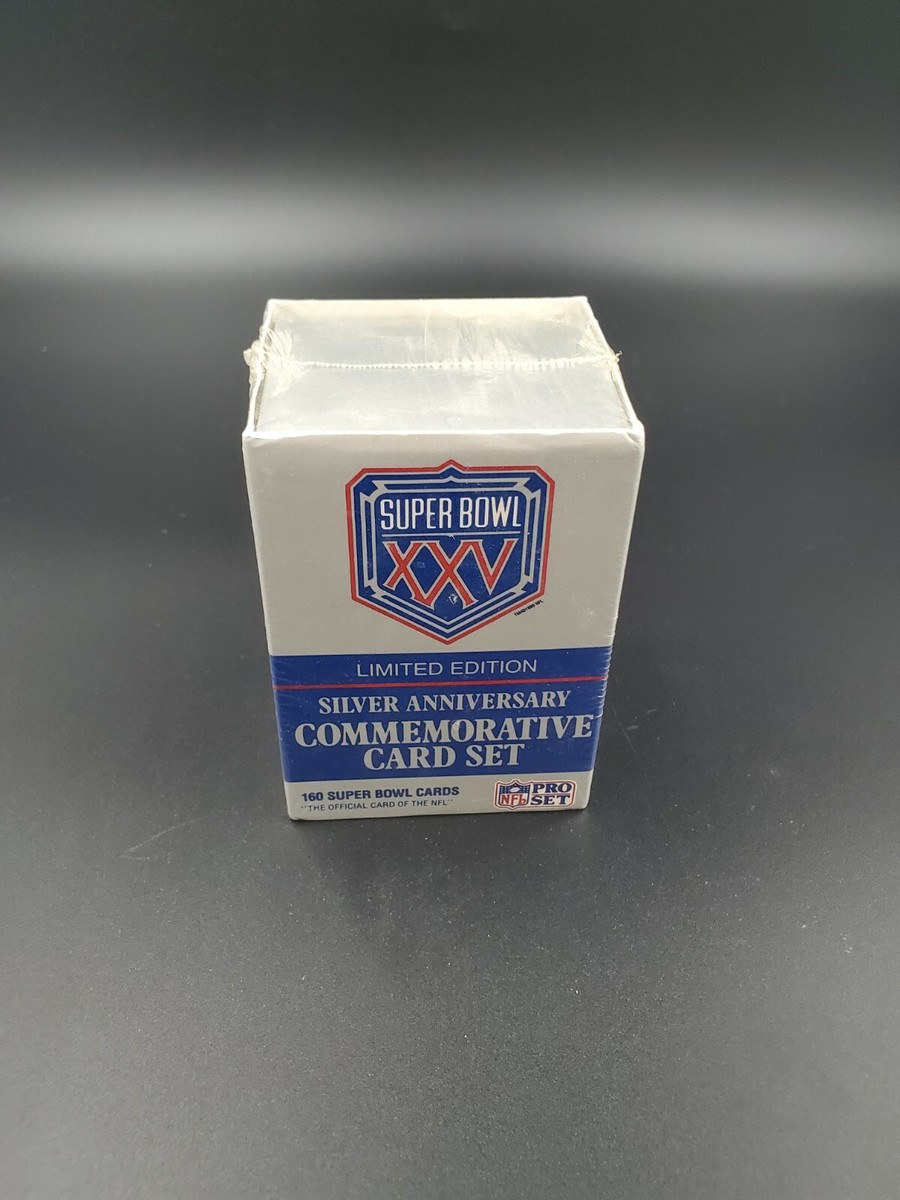 SUPER BOWL
XXV
LIMITED EDITION
SILVER ANNIVERSARY
COMMEMORATIVE
CARD SET
160 SUPER BOWL CARDS
"THE OFFICIAL CARD OF THE NFL"
NFL
PRO
SET